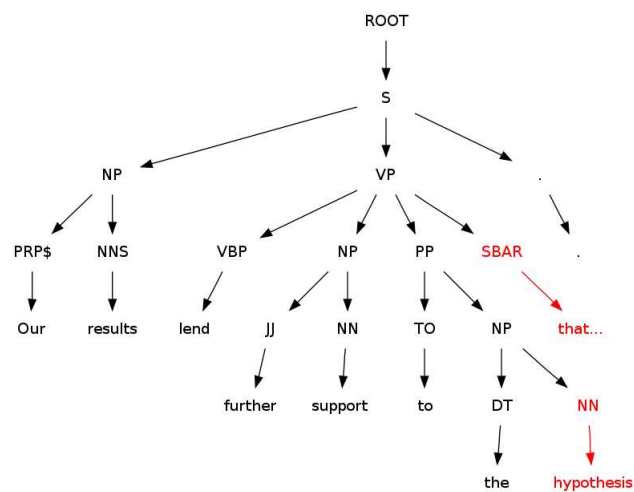 ROOT
S
NP VP .
PRP$ NNS VBP NP PP SBAR .
Our results lend JJ NN TO NP that...
further support to DT NN
the hypothesis